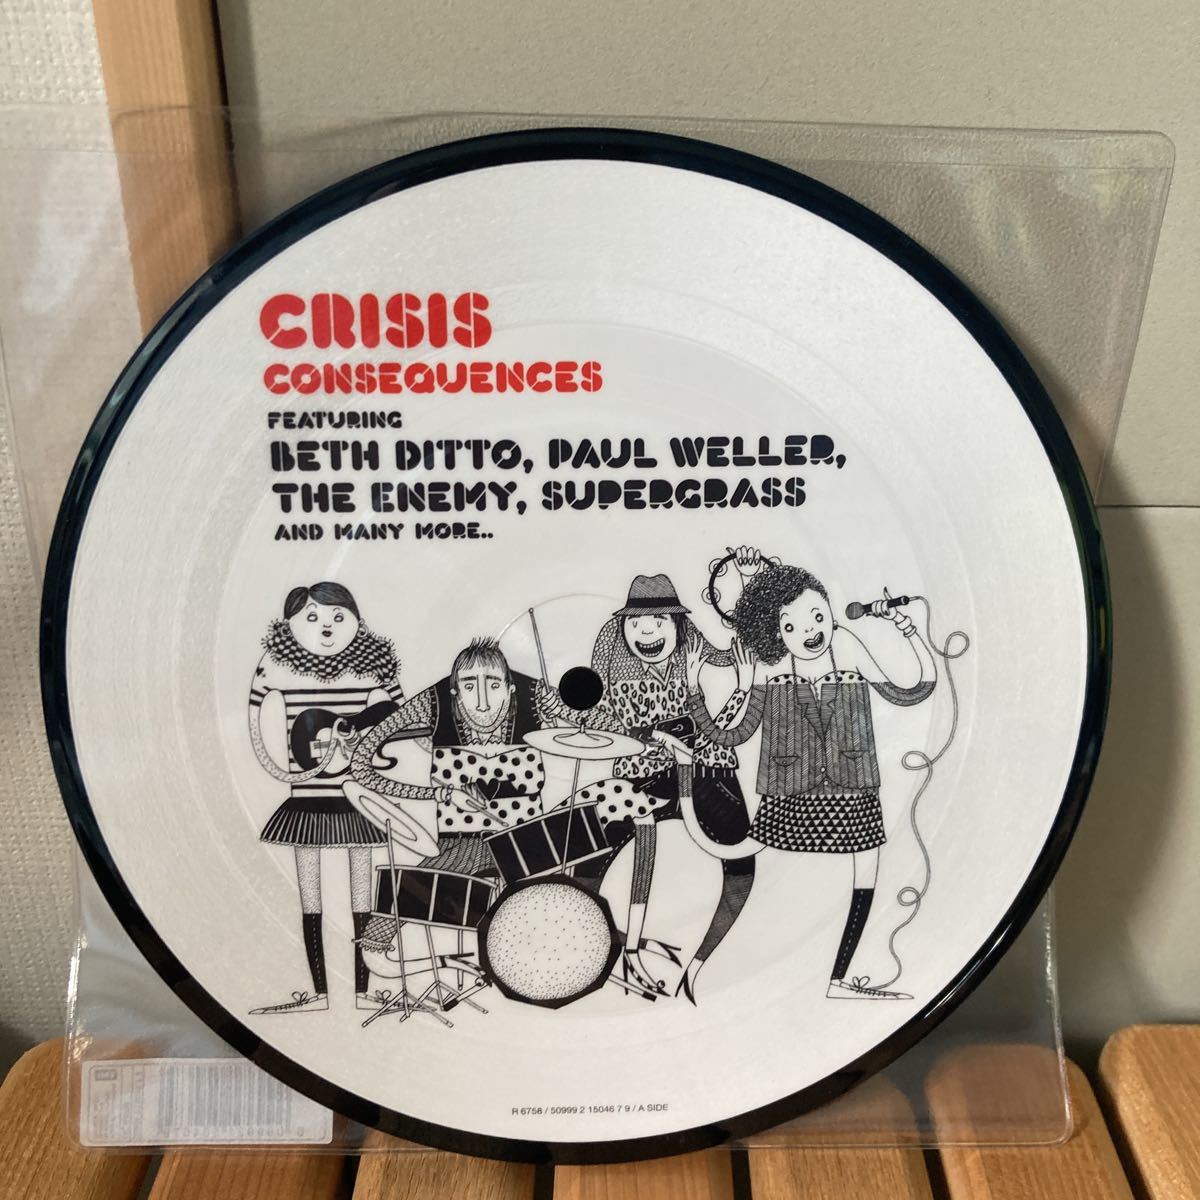 CRISIS
CONSEQUENCES
FEATURING
BETH DITTO, PAUL WELLER,
THE ENEMY, SUPERGRASS
AND MANY MORE..
R 6758 / 50999 2 15046 7 9 / A SIDE